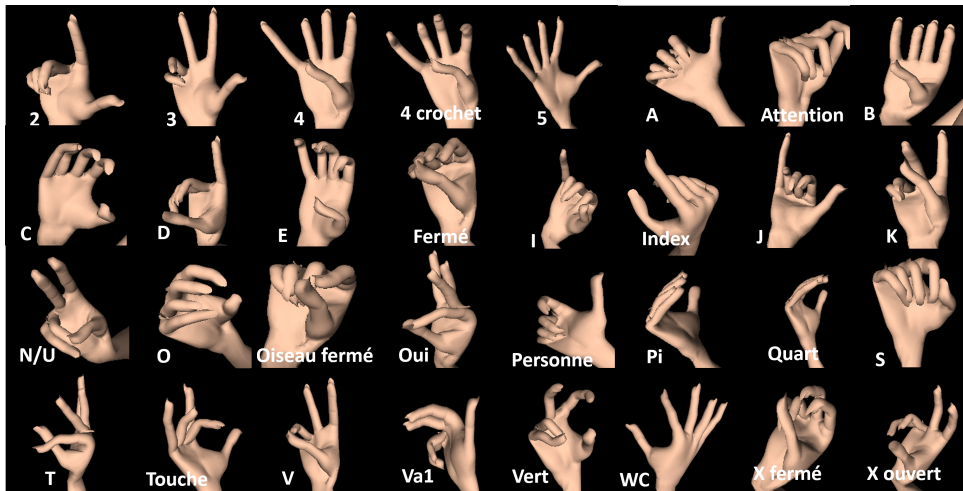 2
3
4
4 crochet
5
A
Attention
B
C
D
E
Fermé
I
Index
J
K
N/U
O
Oiseau fermé
Oui
Personne
Pi
Quart
S
T
Touche
V
Va1
Vert
WC
X fermé
X ouvert